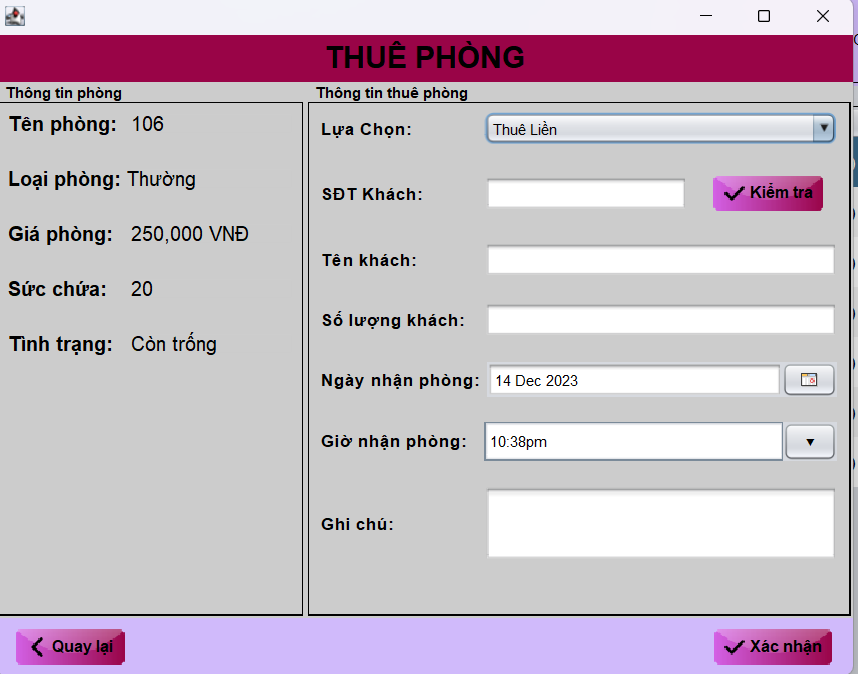 THUÊ PHÒNG
Thông tin phòng
Tên phòng: 106
Loại phòng: Thường
Giá phòng: 250,000 VNĐ
Sức chứa: 20
Tình trạng: Còn trống
Thông tin thuê phòng
Lựa Chọn: Thuê Liền
SĐT Khách: Kiểm tra
Tên khách:
Số lượng khách:
Ngày nhận phòng: 14 Dec 2023
Giờ nhận phòng: 10:38pm
Ghi chú:
Quay lại
Xác nhận